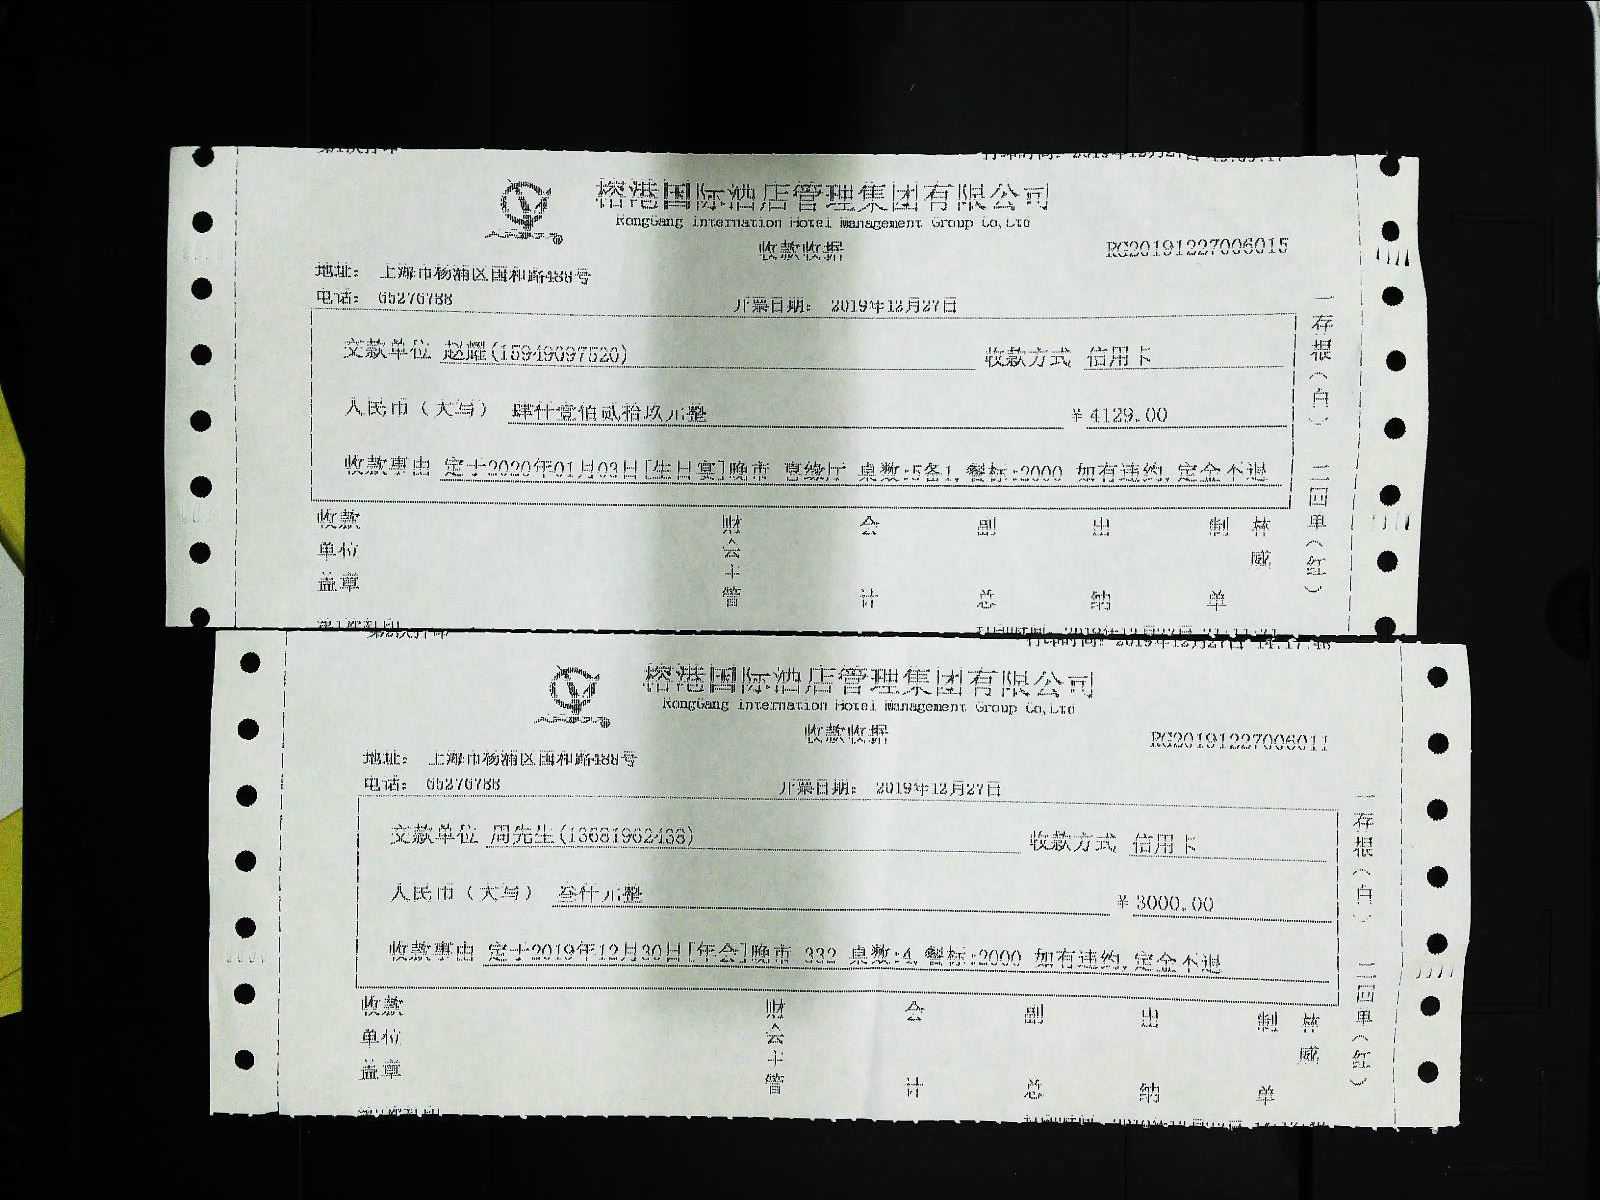 榕港国际酒店管理集团有限公司
RongGang Internation Hotel Management Group Co,Ltd
收款收据
RG20191227006015
地址： 上海市杨浦区国和路488号
电话： 65276788
开票日期： 2019年12月27日
交款单位 赵耀(15949097520) 收款方式 信用卡
人民币（大写） 肆仟壹佰贰拾玖元整 ￥4129.00
收款事由 定于2020年01月03日[生日宴]晚市 喜缘厅 桌数:5备1,餐标:2000 如有违约,定金不退
一存根（白） 二回单（红）
收款单位盖章 财会主管 会计 副总 出纳 制单 林威
榕港国际酒店管理集团有限公司
RongGang Internation Hotel Management Group Co,Ltd
收款收据
RG20191227006011
地址： 上海市杨浦区国和路488号
电话： 65276788
开票日期： 2019年12月27日
交款单位 周先生(13681962488) 收款方式 信用卡
人民币（大写） 叁仟元整 ￥3000.00
收款事由 定于2019年12月30日[年会]晚市 332 桌数:4,餐标:2000 如有违约,定金不退
一存根（白） 二回单（红）
收款单位盖章 财会主管 会计 副总 出纳 制单 林威